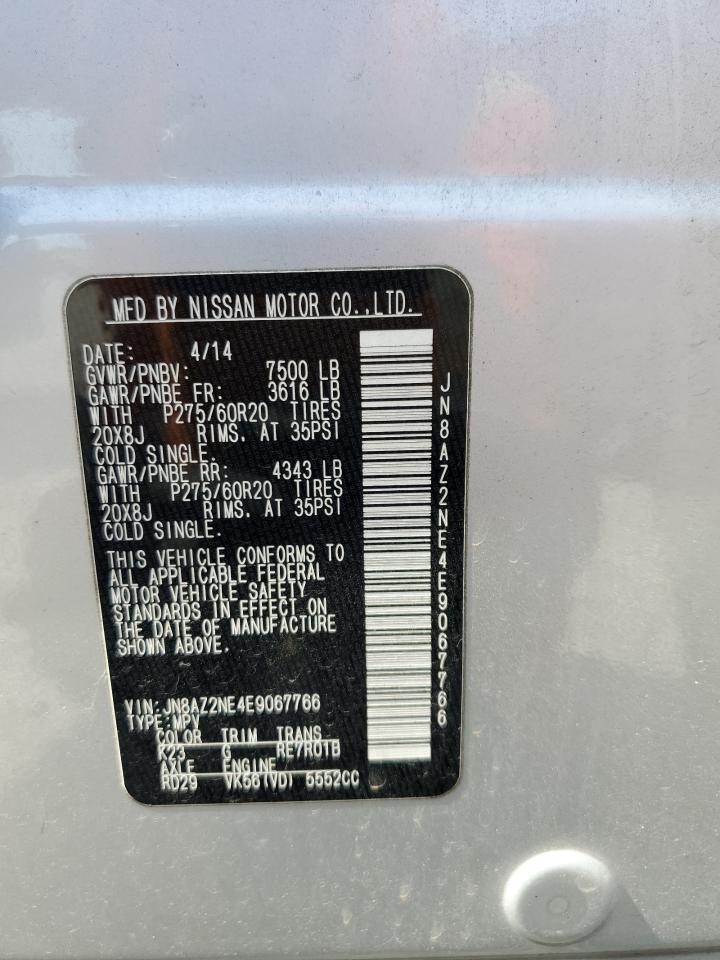 MFD BY NISSAN MOTOR CO.,LTD.
DATE: 4/14
GVWR/PNBV: 7500 LB
GAWR/PNBE FR: 3616 LB
WITH P275/60R20 TIRES
20X8J RIMS. AT 35PSI
COLD SINGLE.
GAWR/PNBE RR: 4343 LB
WITH P275/60R20 TIRES
20X8J RIMS. AT 35PSI
COLD SINGLE.
THIS VEHICLE CONFORMS TO
ALL APPLICABLE FEDERAL
MOTOR VEHICLE SAFETY
STANDARDS IN EFFECT ON
THE DATE OF MANUFACTURE
SHOWN ABOVE.
VIN:JN8AZ2NE4E9067766
TYPE:MPV
COLOR TRIM TRANS
K23 G RE7R01B
AXLE ENGINE
RD29 VK56(VD) 5552CC
JN8AZ2NE4E9067766